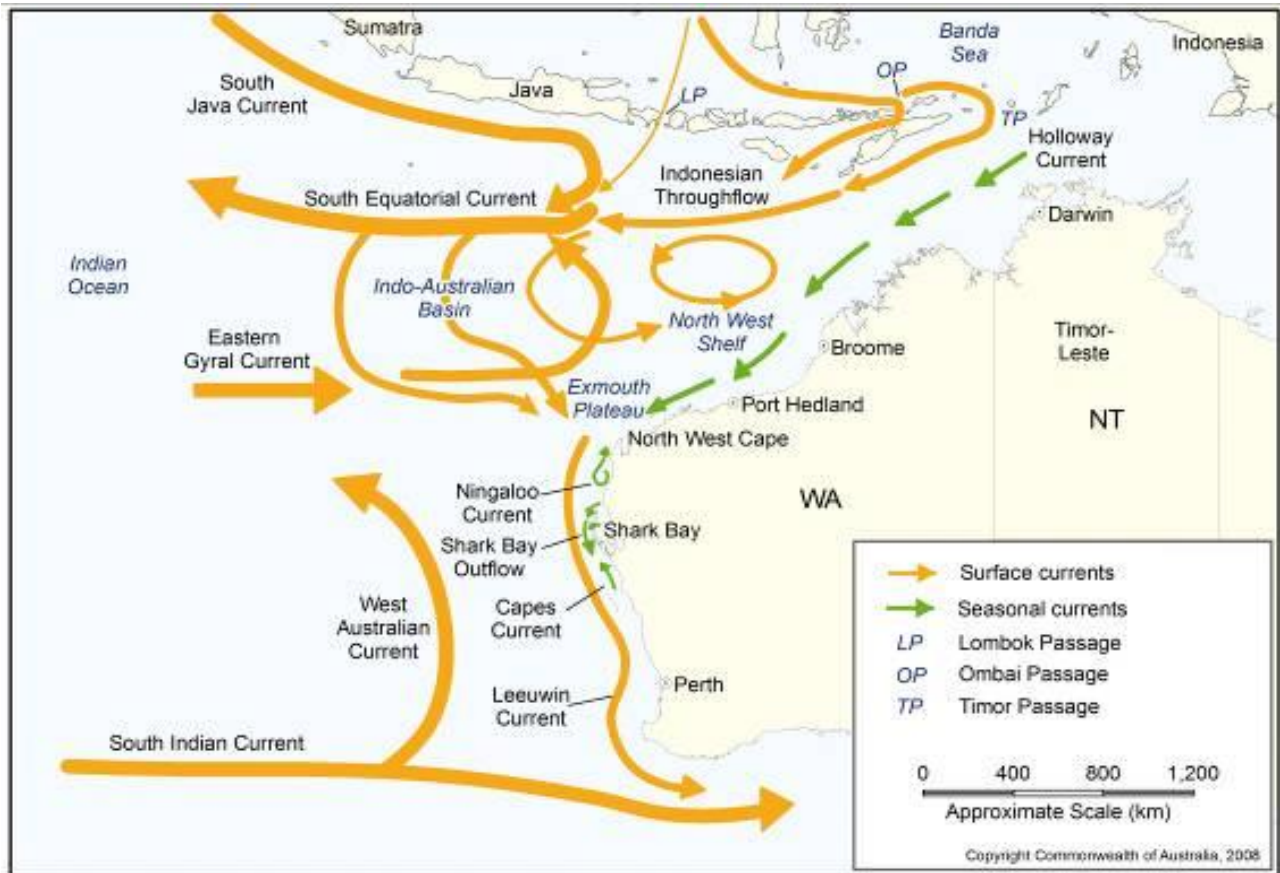 Sumatra
Banda
Sea
Indonesia
South
Java Current
Java
OP
LP
TP
Holloway
Current
Indonesian
Throughflow
South Equatorial Current
Darwin
Indian
Ocean
Indo-Australian
Basin
North West
Shelf
Timor-
Leste
Eastern
Gyral Current
Broome
Exmouth
Plateau
Port Hedland
NT
North West Cape
Ningaloo
Current
WA
Shark Bay
Shark Bay
Outflow
West
Australian
Current
Capes
Current
Leeuwin
Current
Perth
South Indian Current
Surface currents
Seasonal currents
LP Lombok Passage
OP Ombai Passage
TP Timor Passage
0 400 800 1,200
Approximate Scale (km)
Copyright Commonwealth of Australia, 2008